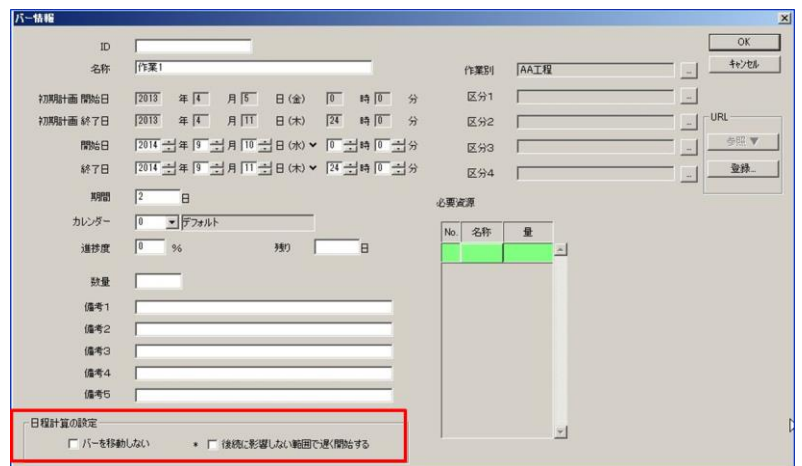 バー情報
ID
名称 作業1
初期計画 開始日 2013 年 4 月 5 日(金) 0 時 0 分
初期計画 終了日 2013 年 4 月 11 日(木) 24 時 0 分
開始日 2014 年 9 月 10 日(水) 0 時 0 分
終了日 2014 年 9 月 11 日(木) 24 時 0 分
期間 2 日
カレンダー 0 デフォルト
進捗度 0 % 残り 日
数量
備考1
備考2
備考3
備考4
備考5
日程計算の設定
バーを移動しない * 後続に影響しない範囲で遅く開始する
作業別 AA工程 ...
区分1 ...
区分2 ...
区分3 ...
区分4 ...
必要資源
No. 名称 量
OK
キャンセル
URL
参照 ▼
登録...